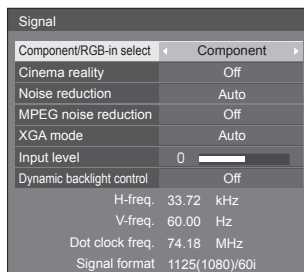 Signal
Component/RGB-in select Component
Cinema reality Off
Noise reduction Auto
MPEG noise reduction Off
XGA mode Auto
Input level 0
Dynamic backlight control Off
H-freq. 33.72 kHz
V-freq. 60.00 Hz
Dot clock freq. 74.18 MHz
Signal format 1125(1080)/60i